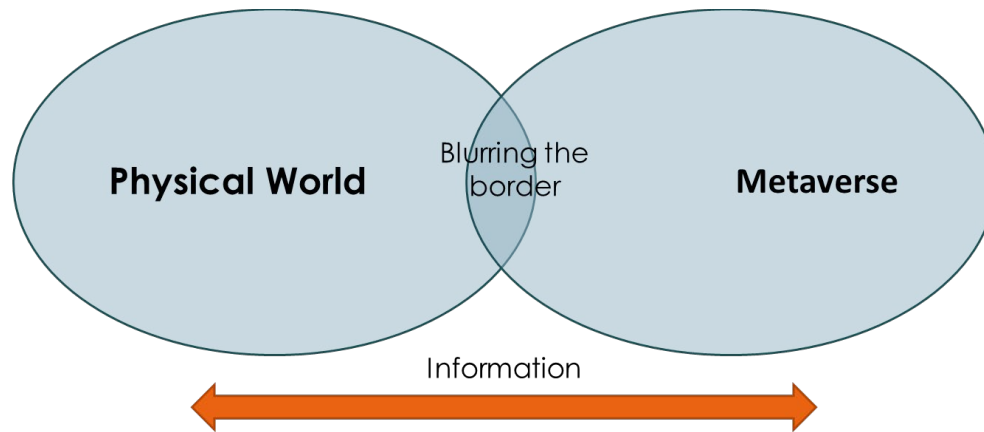 Physical World
Blurring the
border
Metaverse
Information